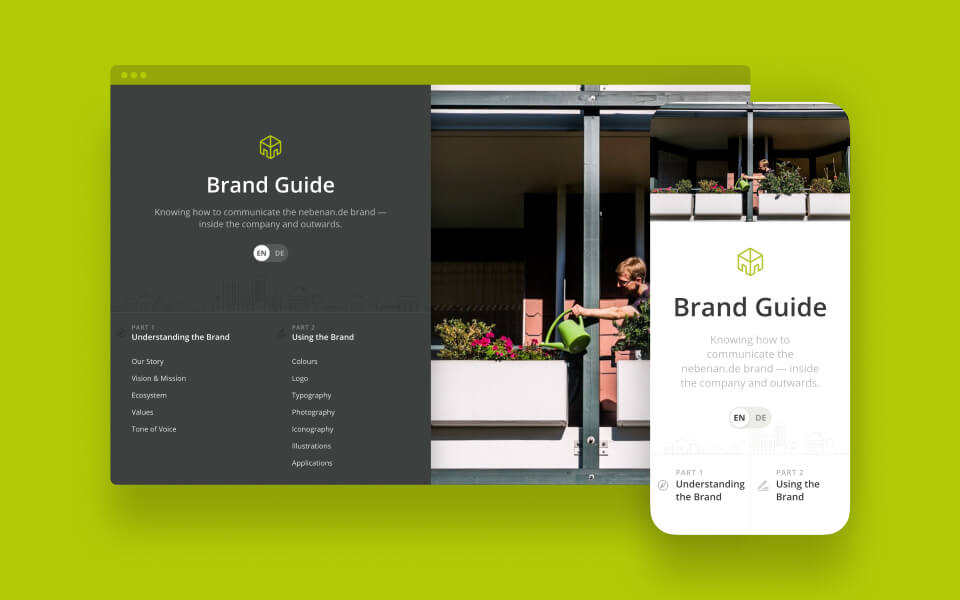 Brand Guide
Knowing how to communicate the nebenan.de brand —
inside the company and outwards.
EN DE
PART 1
Understanding the Brand
Our Story
Vision & Mission
Ecosystem
Values
Tone of Voice
PART 2
Using the Brand
Colours
Logo
Typography
Photography
Iconography
Illustrations
Applications
Brand Guide
Knowing how to
communicate the
nebenan.de brand — inside
the company and outwards.
EN DE
PART 1
Understanding
the Brand
PART 2
Using the
Brand